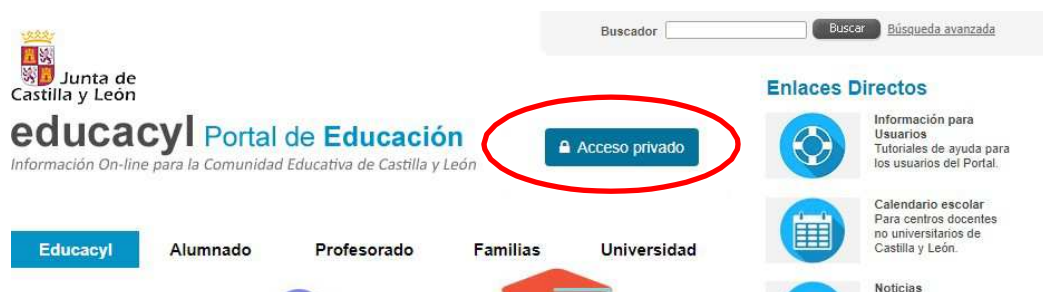 Buscador
Buscar
Búsqueda avanzada
Junta de
Castilla y León
educacyl Portal de Educación
Información On-line para la Comunidad Educativa de Castilla y León
Acceso privado
Enlaces Directos
Información para
Usuarios
Tutoriales de ayuda para
los usuarios del Portal.
Calendario escolar
Para centros docentes
no universitarios de
Castilla y León.
Noticias
Educacyl
Alumnado
Profesorado
Familias
Universidad